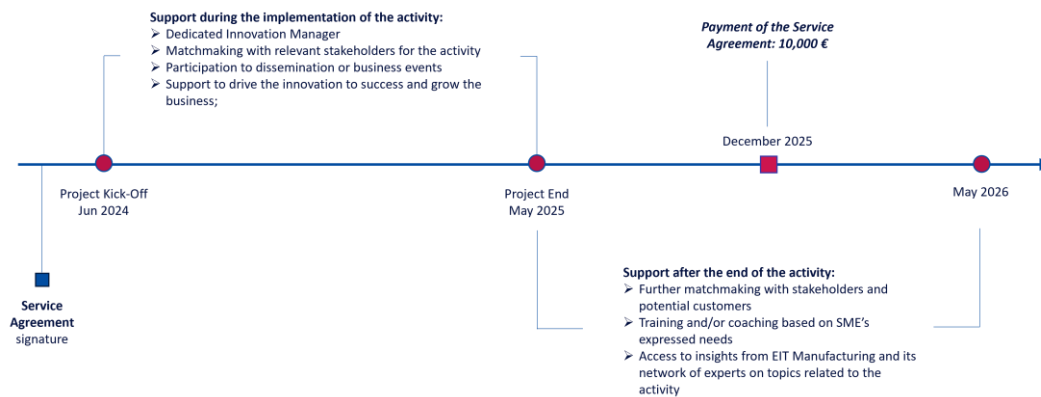 Support during the implementation of the activity:
➤ Dedicated Innovation Manager
➤ Matchmaking with relevant stakeholders for the activity
➤ Participation to dissemination or business events
➤ Support to drive the innovation to success and grow the
business;
Payment of the Service
Agreement: 10,000 €
December 2025
Project Kick-Off
Jun 2024
Project End
May 2025
May 2026
Service
Agreement
signature
Support after the end of the activity:
➤ Further matchmaking with stakeholders and
potential customers
➤ Training and/or coaching based on SME's
expressed needs
➤ Access to insights from EIT Manufacturing and its
network of experts on topics related to the
activity